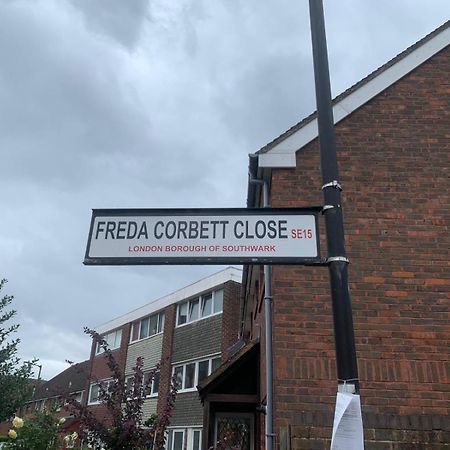 FREDA CORBETT CLOSE SE15
LONDON BOROUGH OF SOUTHWARK